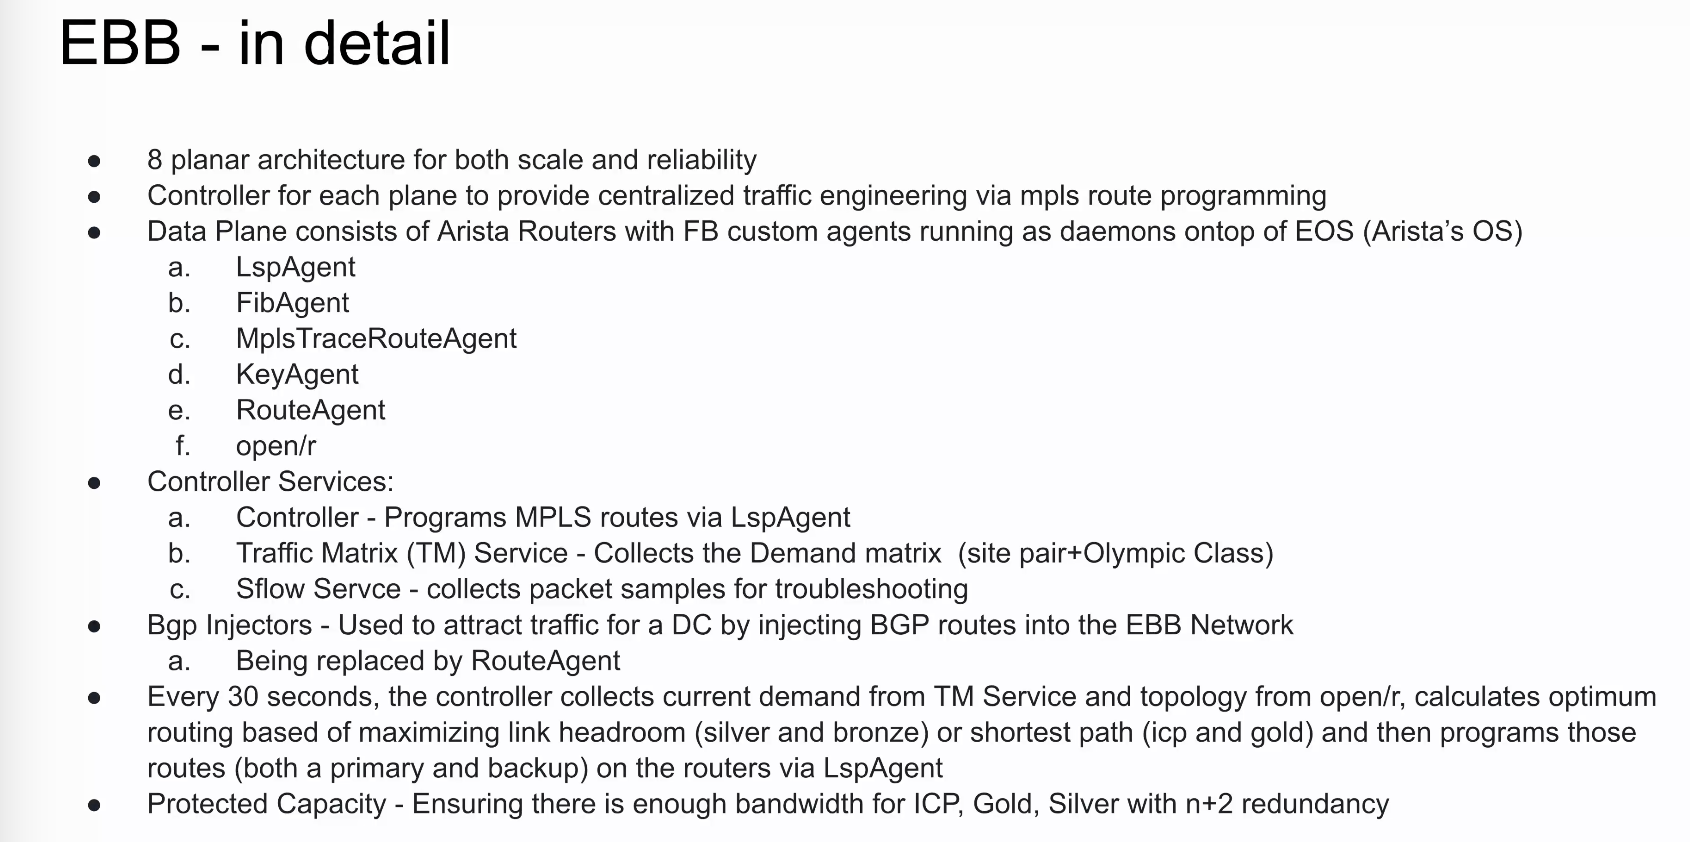 EBB - in detail
● 8 planar architecture for both scale and reliability
● Controller for each plane to provide centralized traffic engineering via mpls route programming
● Data Plane consists of Arista Routers with FB custom agents running as daemons ontop of EOS (Arista’s OS)
a. LspAgent
b. FibAgent
c. MplsTraceRouteAgent
d. KeyAgent
e. RouteAgent
f. open/r
● Controller Services:
a. Controller - Programs MPLS routes via LspAgent
b. Traffic Matrix (TM) Service - Collects the Demand matrix  (site pair+Olympic Class)
c. Sflow Servce - collects packet samples for troubleshooting
● Bgp Injectors - Used to attract traffic for a DC by injecting BGP routes into the EBB Network
a. Being replaced by RouteAgent
● Every 30 seconds, the controller collects current demand from TM Service and topology from open/r, calculates optimum
routing based of maximizing link headroom (silver and bronze) or shortest path (icp and gold) and then programs those
routes (both a primary and backup) on the routers via LspAgent
● Protected Capacity - Ensuring there is enough bandwidth for ICP, Gold, Silver with n+2 redundancy